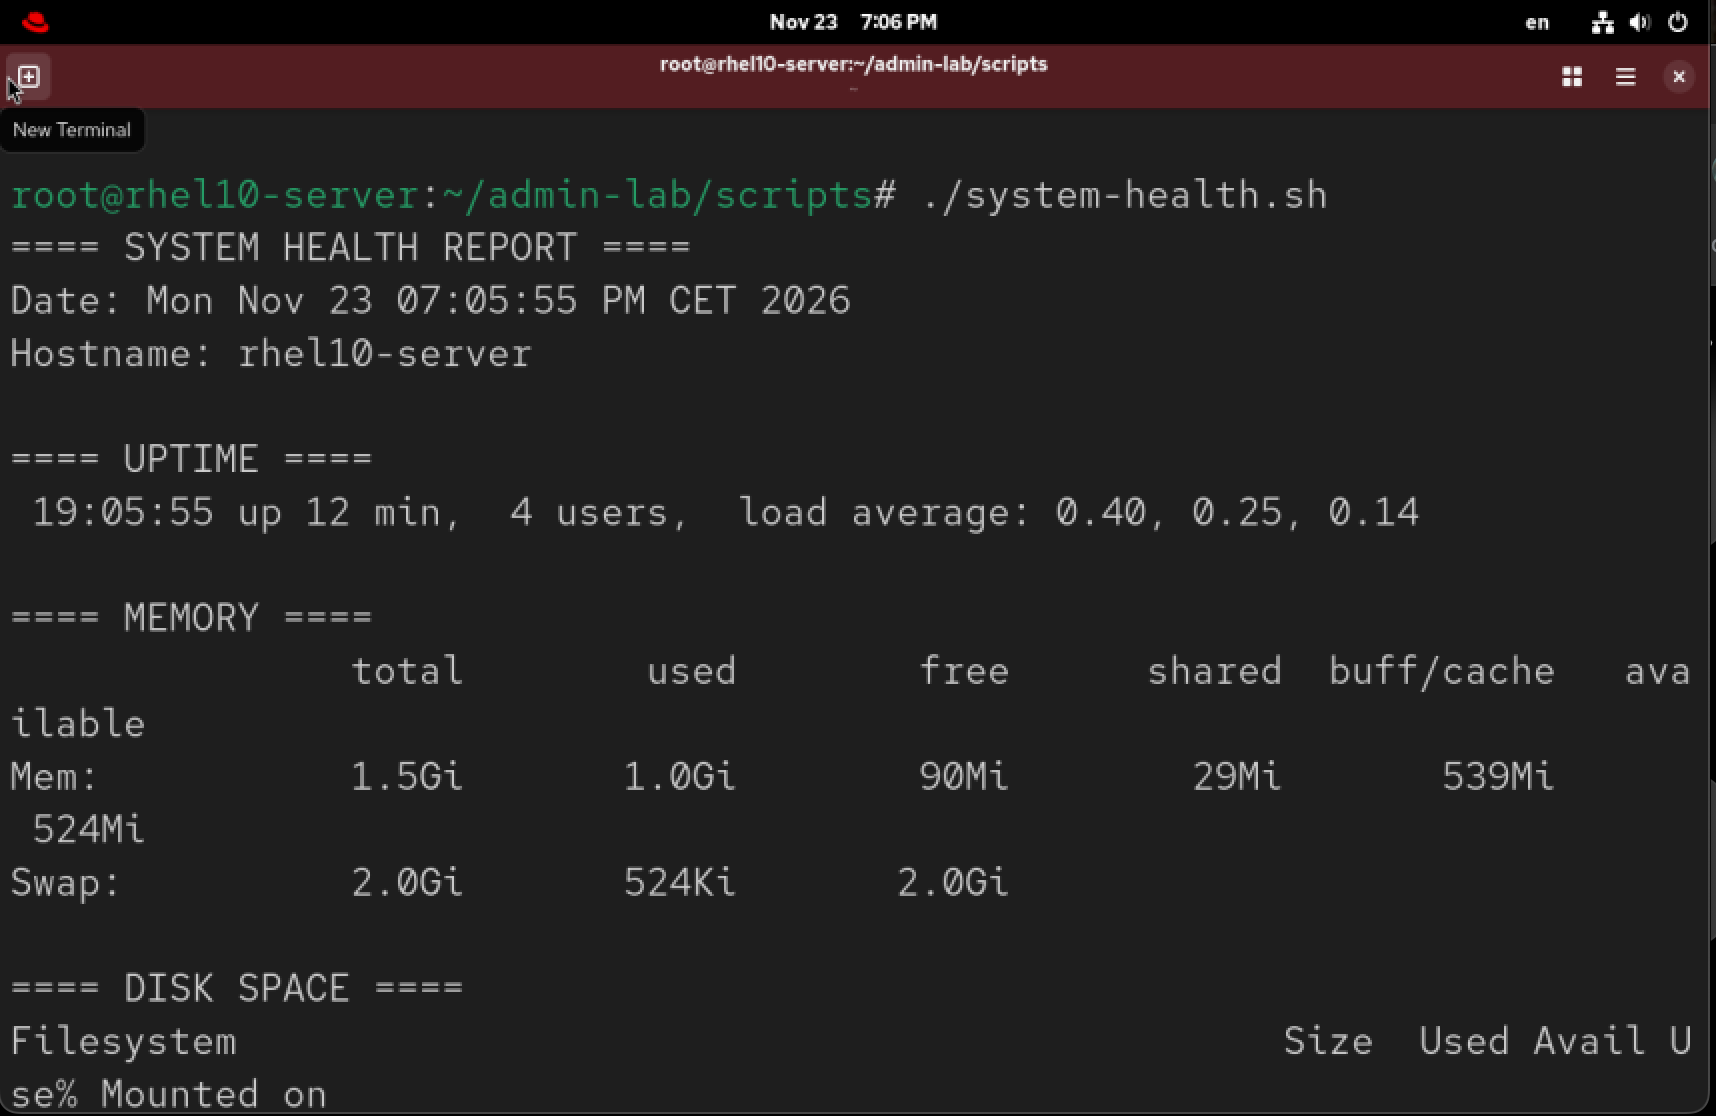 Nov 23 7:06 PM
en
root@rhel10-server:~/admin-lab/scripts
~
New Terminal
root@rhel10-server:~/admin-lab/scripts# ./system-health.sh
==== SYSTEM HEALTH REPORT ====
Date: Mon Nov 23 07:05:55 PM CET 2026
Hostname: rhel10-server
==== UPTIME ====
 19:05:55 up 12 min,  4 users,  load average: 0.40, 0.25, 0.14
==== MEMORY ====
               total        used        free      shared  buff/cache   ava
ilable
Mem:           1.5Gi       1.0Gi        90Mi        29Mi       539Mi
 524Mi
Swap:          2.0Gi       524Ki       2.0Gi
==== DISK SPACE ====
Filesystem                                              Size  Used Avail U
se% Mounted on